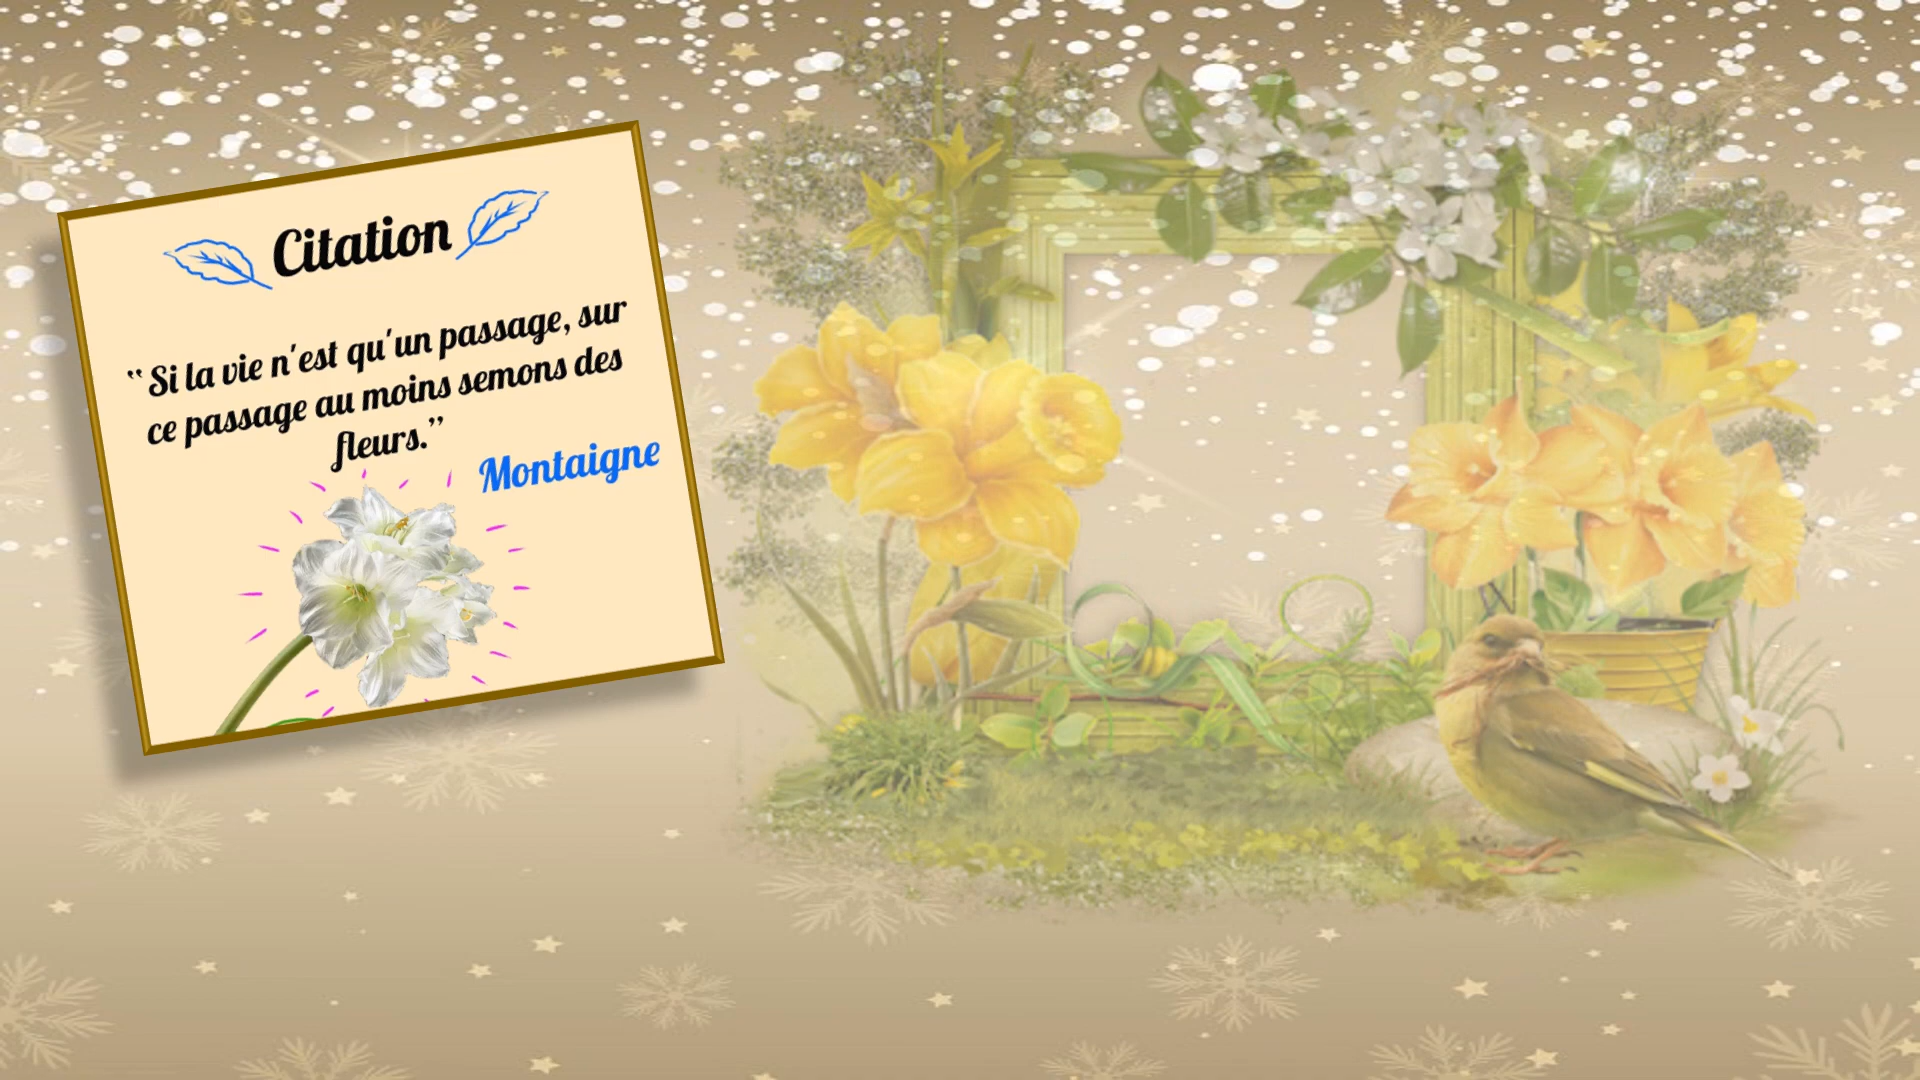 Citation
“ Si la vie n'est qu'un passage, sur
ce passage au moins semons des
fleurs.”
Montaigne